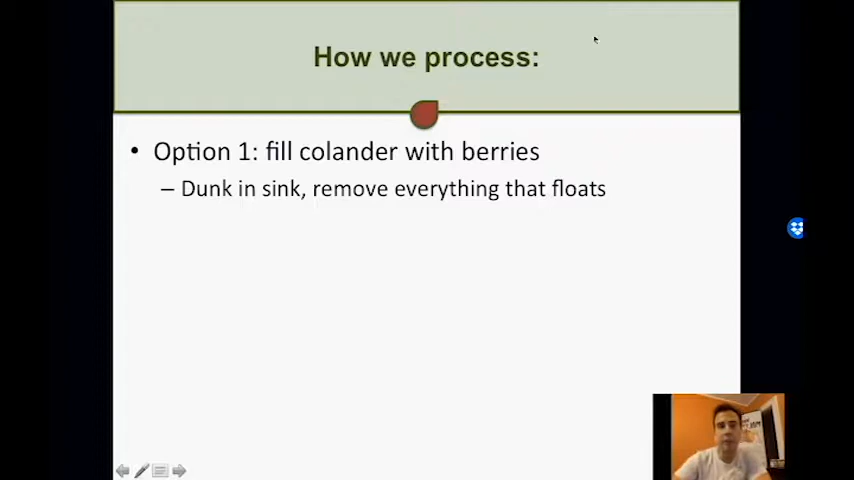 How we process:
• Option 1: fill colander with berries
– Dunk in sink, remove everything that floats